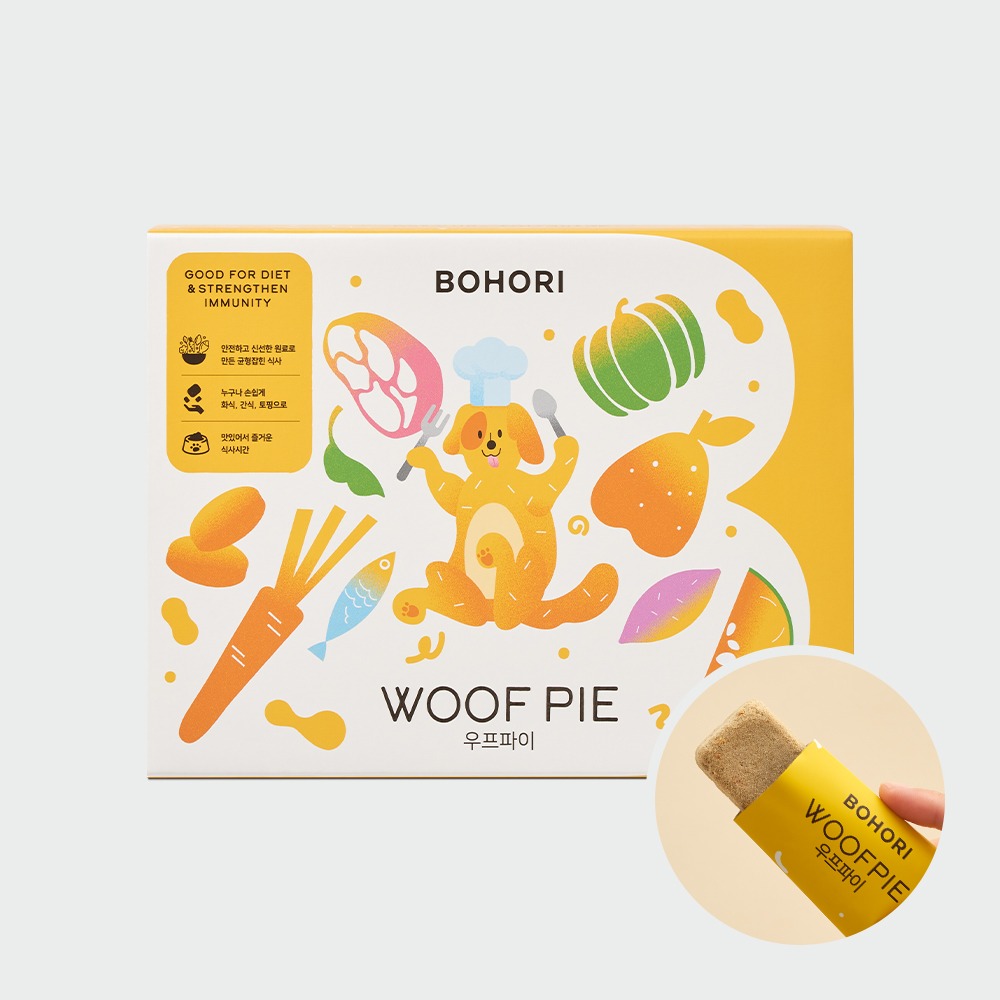 BOHORI
GOOD FOR DIET
& STRENGTHEN
IMMUNITY
안전하고 신선한 원료로
만든 균형잡힌 식사
누구나 손쉽게
화식, 간식, 토핑으로
맛있어서 즐거운
식사시간
WOOF PIE
우프파이
BOHORI
WOOF PIE
우프파이